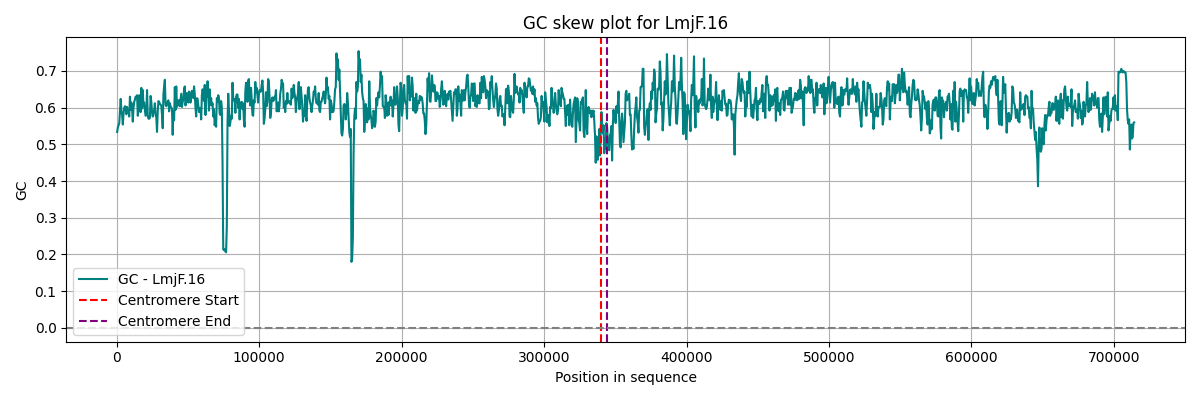 GC skew plot for LmjF.16
GC
0.7
0.6
0.5
0.4
0.3
0.2
0.1
0.0
GC - LmjF.16
Centromere Start
Centromere End
0 100000 200000 300000 400000 500000 600000 700000
Position in sequence